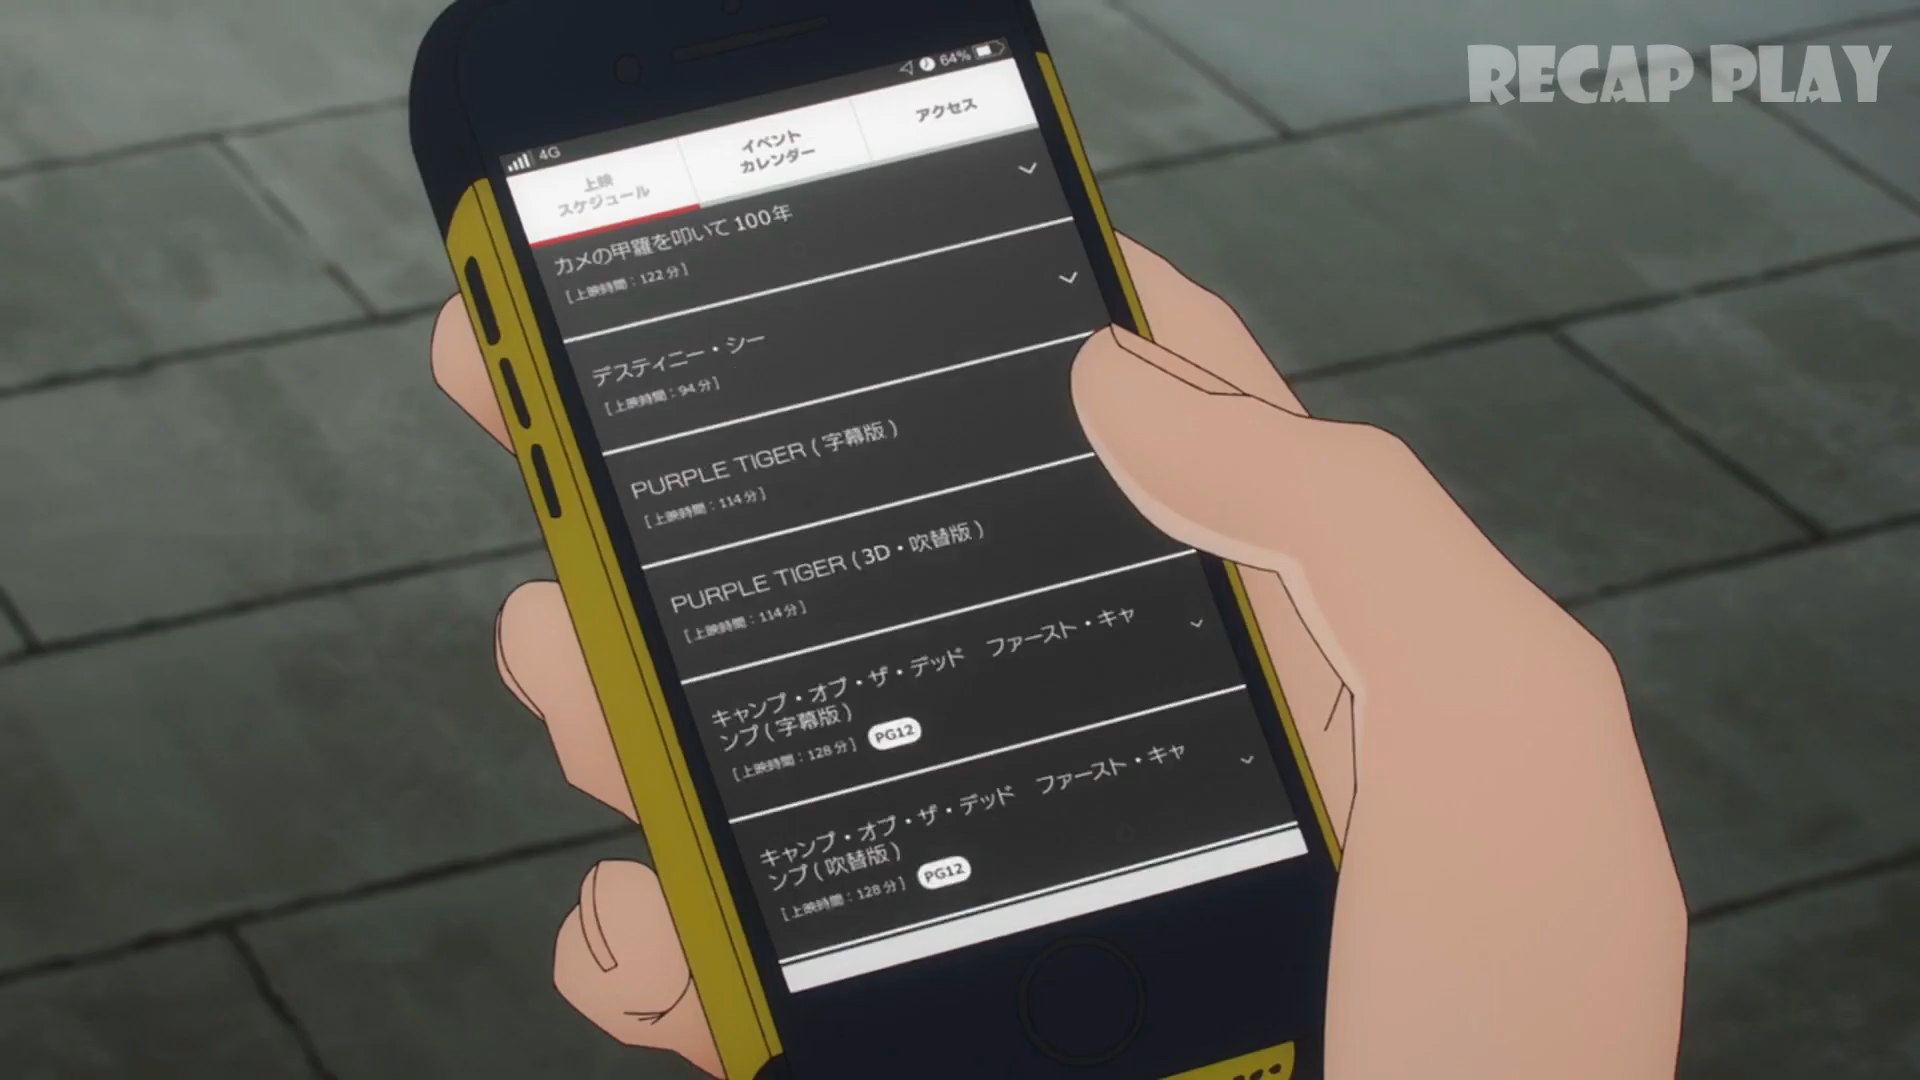 RECAP PLAY
4G
64%
上映
スケジュール
イベント
カレンダー
アクセス
カメの甲羅を叩いて 100年
[上映時間:122分]
デスティニー・シー
[上映時間:94分]
PURPLE TIGER (字幕版)
[上映時間:114分]
PURPLE TIGER (3D・吹替版)
[上映時間:114分]
キャンプ・オブ・ザ・デッド ファースト・キャ
ンプ(字幕版)
[上映時間:128分] PG12
キャンプ・オブ・ザ・デッド ファースト・キャ
ンプ(吹替版)
[上映時間:128分] PG12